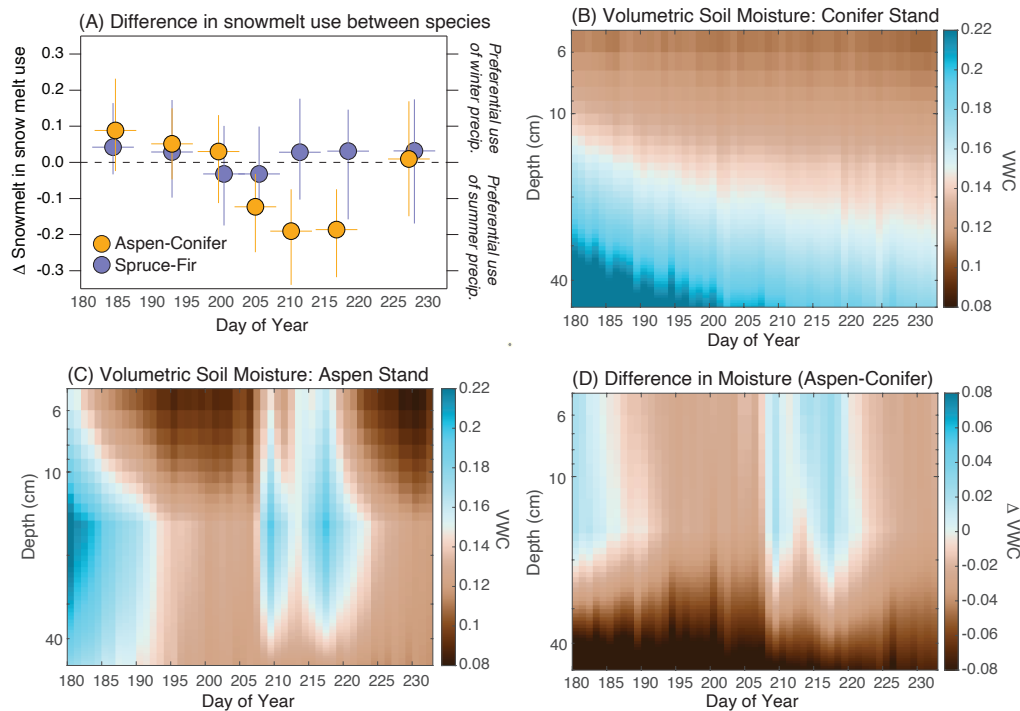 (A) Difference in snowmelt use between species
0.3
0.2
0.1
0.0
-0.1
-0.2
-0.3
Δ Snowmelt in snow melt use
Preferential use
of winter precip.
Preferential use
of summer precip.
Aspen-Conifer
Spruce-Fir
180 185 190 195 200 205 210 215 220 225 230
Day of Year
(B) Volumetric Soil Moisture: Conifer Stand
6
10
40
Depth (cm)
180 185 190 195 200 205 210 215 220 225 230
Day of Year
0.22
0.20
0.18
0.16
0.14
0.12
0.10
0.08
VWC
(C) Volumetric Soil Moisture: Aspen Stand
6
10
40
Depth (cm)
180 185 190 195 200 205 210 215 220 225 230
Day of Year
0.22
0.20
0.18
0.16
0.14
0.12
0.10
0.08
VWC
(D) Difference in Moisture (Aspen-Conifer)
6
10
40
Depth (cm)
180 185 190 195 200 205 210 215 220 225 230
Day of Year
0.08
0.06
0.04
0.02
0
-0.02
-0.04
-0.06
-0.08
Δ VWC